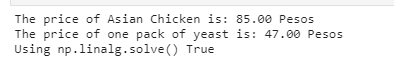 The price of Asian Chicken is: 85.00 Pesos
The price of one pack of yeast is: 47.00 Pesos
Using np.linalg.solve() True